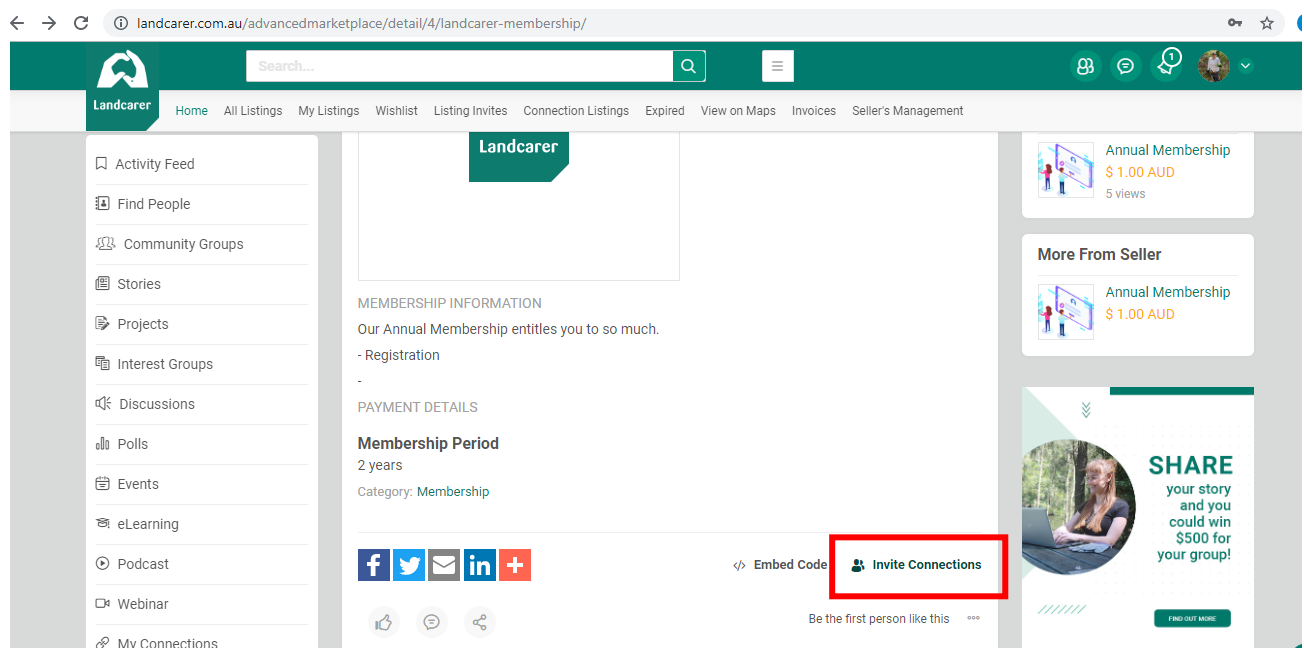 landcarer.com.au/advancedmarketplace/detail/4/landcarer-membership/
Landcarer
Search...
1
Home All Listings My Listings Wishlist Listing Invites Connection Listings Expired View on Maps Invoices Seller's Management
Activity Feed
Find People
Community Groups
Stories
Projects
Interest Groups
Discussions
Polls
Events
eLearning
Podcast
Webinar
My Connections
Landcarer
MEMBERSHIP INFORMATION
Our Annual Membership entitles you to so much.
- Registration
-
PAYMENT DETAILS
Membership Period
2 years
Category: Membership
Embed Code Invite Connections
Be the first person like this
Annual Membership
$ 1.00 AUD
5 views
More From Seller
Annual Membership
$ 1.00 AUD
SHARE
your story
and you
could win
$500 for
your group!
FIND OUT MORE